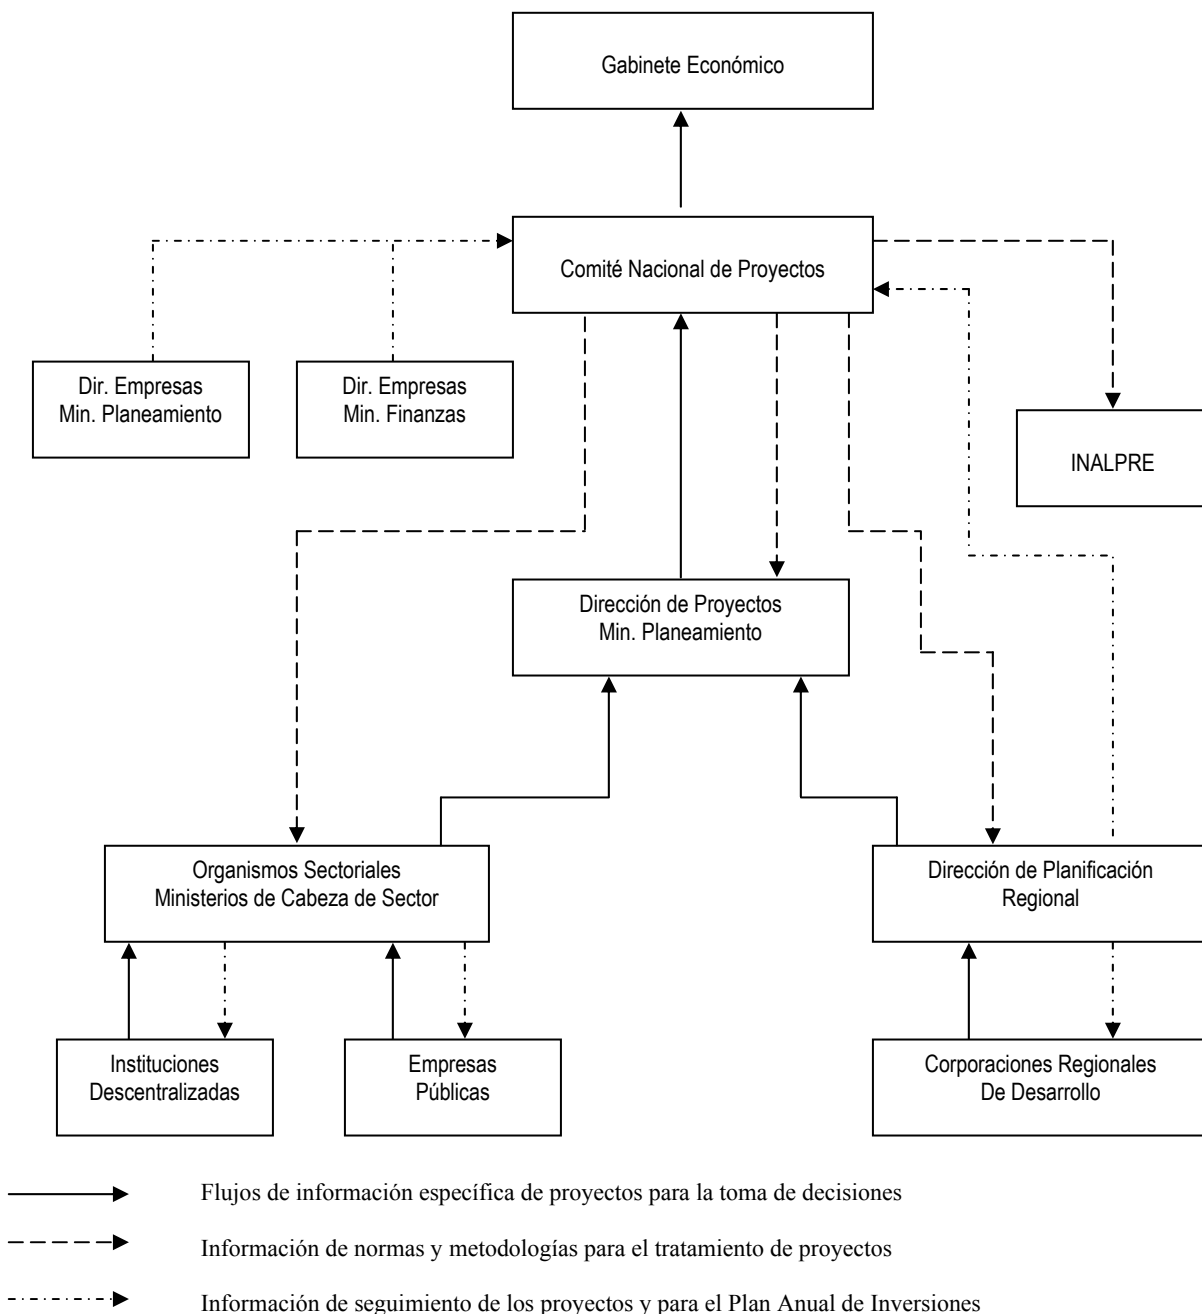 Gabinete Económico
Comité Nacional de Proyectos
Dir. Empresas
Min. Planeamiento
Dir. Empresas
Min. Finanzas
INALPRE
Dirección de Proyectos
Min. Planeamiento
Organismos Sectoriales
Ministerios de Cabeza de Sector
Dirección de Planificación
Regional
Instituciones
Descentralizadas
Empresas
Públicas
Corporaciones Regionales
De Desarrollo
Flujos de información específica de proyectos para la toma de decisiones
Información de normas y metodologías para el tratamiento de proyectos
Información de seguimiento de los proyectos y para el Plan Anual de Inversiones